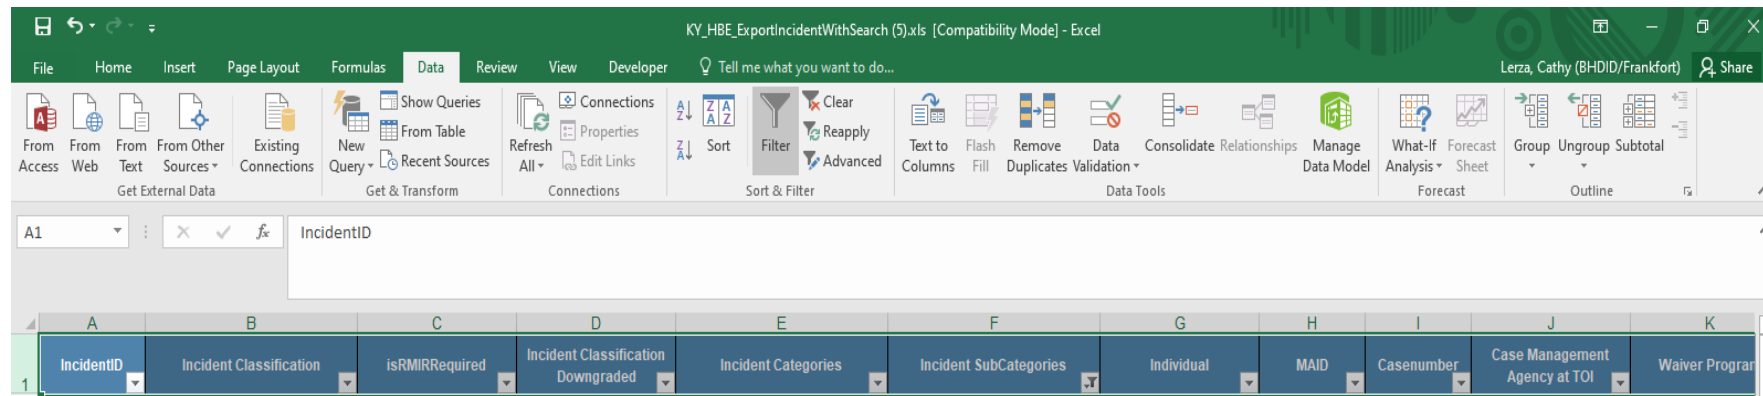 KY_HBE_ExportIncidentWithSearch (5).xls [Compatibility Mode] - Excel
File Home Insert Page Layout Formulas Data Review View Developer Tell me what you want to do... Lerza, Cathy (BHDID/Frankfort) Share
From Access
From Web
From Text
From Other Sources
Existing Connections
Get External Data
New Query
Show Queries
From Table
Recent Sources
Get & Transform
Refresh All
Connections
Properties
Edit Links
Connections
Sort
Filter
Clear
Reapply
Advanced
Sort & Filter
Text to Columns
Flash Fill
Remove Duplicates
Data Validation
Consolidate
Relationships
Manage Data Model
Data Tools
What-If Analysis
Forecast Sheet
Forecast
Group
Ungroup
Subtotal
Outline
A1 fx IncidentID
A B C D E F G H I J K
1
IncidentID
Incident Classification
isRMIRRequired
Incident Classification
Downgraded
Incident Categories
Incident SubCategories
Individual
MAID
Casenumber
Case Management
Agency at TOI
Waiver Progran